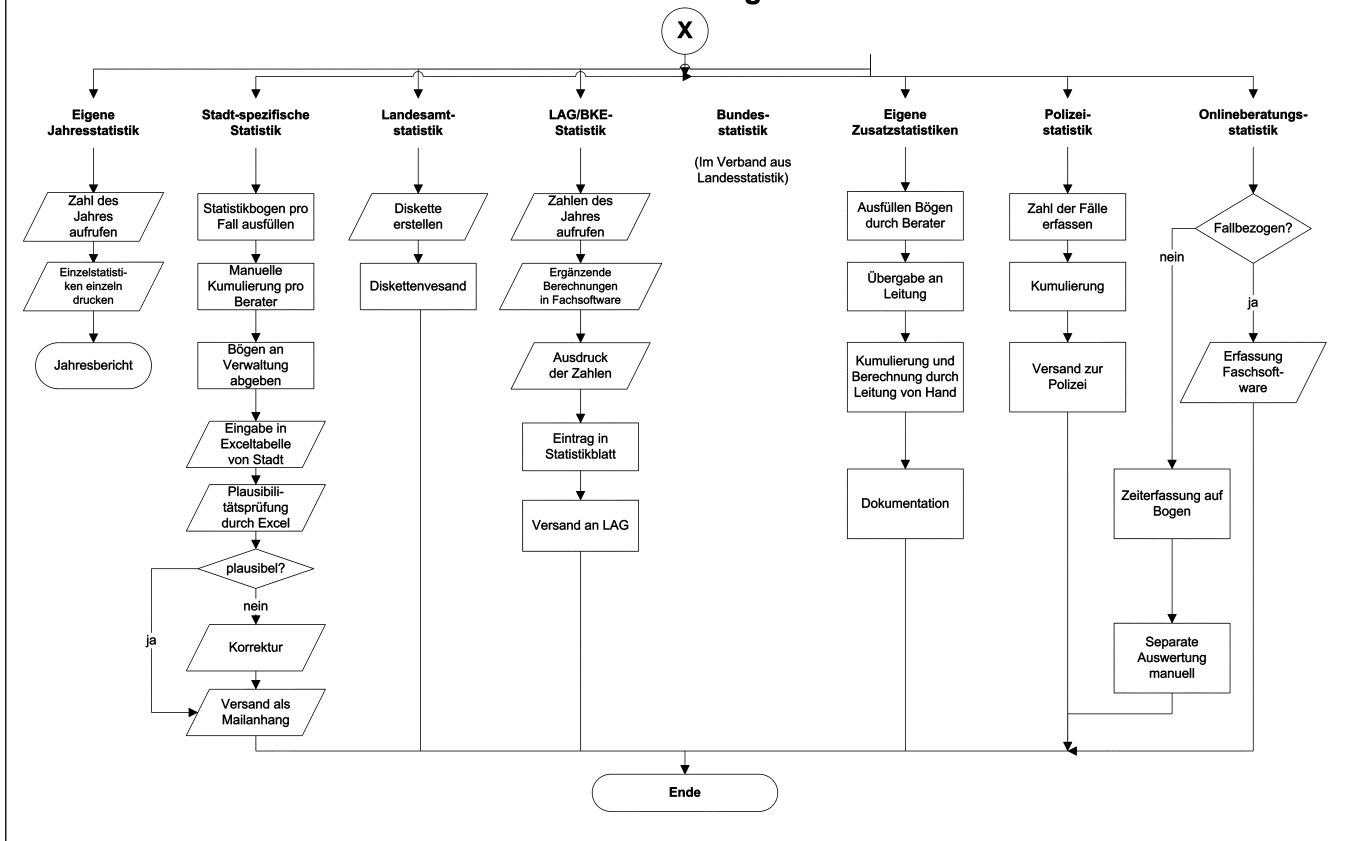 X
Eigene
Jahresstatistik
Zahl des
Jahres
aufrufen
Einzelstatisti-
ken einzeln
drucken
Jahresbericht
Stadt-spezifische
Statistik
Statistikbogen pro
Fall ausfüllen
Manuelle
Kumulierung pro
Berater
Bögen an
Verwaltung
abgeben
Eingabe in
Exceltabelle
von Stadt
Plausibili-
tätsprüfung
durch Excel
plausibel?
nein
ja
Korrektur
Versand als
Mailanhang
Landesamt-
statistik
Diskette
erstellen
Diskettenvesand
LAG/BKE-
Statistik
Zahlen des
Jahres
aufrufen
Ergänzende
Berechnungen
in Fachsoftware
Ausdruck
der Zahlen
Eintrag in
Statistikblatt
Versand an LAG
Bundes-
statistik
(Im Verband aus
Landesstatistik)
Eigene
Zusatzstatistiken
Ausfüllen Bögen
durch Berater
Übergabe an
Leitung
Kumulierung und
Berechnung durch
Leitung von Hand
Dokumentation
Polizei-
statistik
Zahl der Fälle
erfassen
Kumulierung
Versand zur
Polizei
Onlineberatungs-
statistik
Fallbezogen?
nein
ja
Erfassung
Faschsoft-
ware
Zeiterfassung auf
Bogen
Separate
Auswertung
manuell
Ende